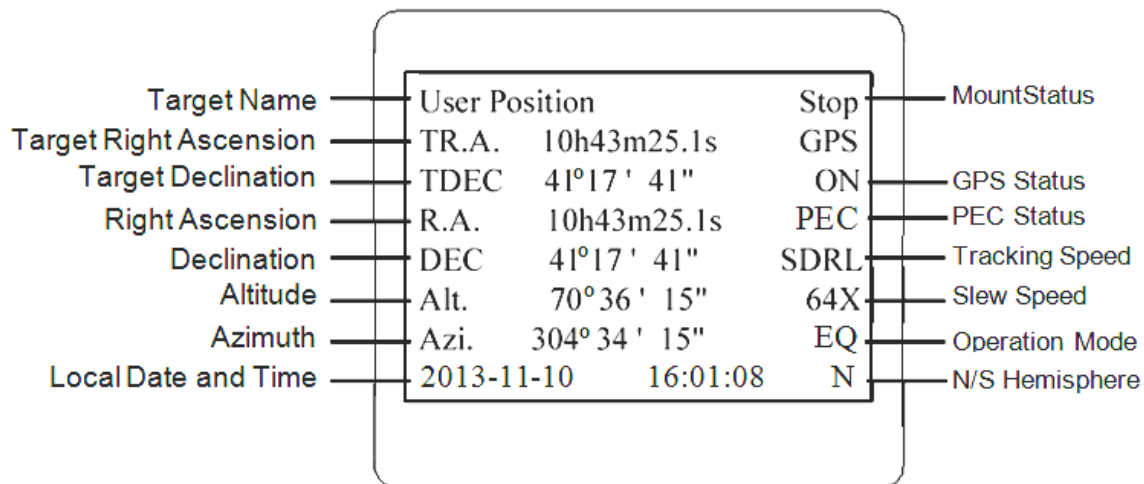 Target Name User Position Stop MountStatus
Target Right Ascension TR.A. 10h43m25.1s GPS
Target Declination TDEC 41º17 ' 41" ON GPS Status
Right Ascension R.A. 10h43m25.1s PEC PEC Status
Declination DEC 41º17 ' 41" SDRL Tracking Speed
Altitude Alt. 70º36 ' 15" 64X Slew Speed
Azimuth Azi. 304º34 ' 15" EQ Operation Mode
Local Date and Time 2013-11-10 16:01:08 N N/S Hemisphere